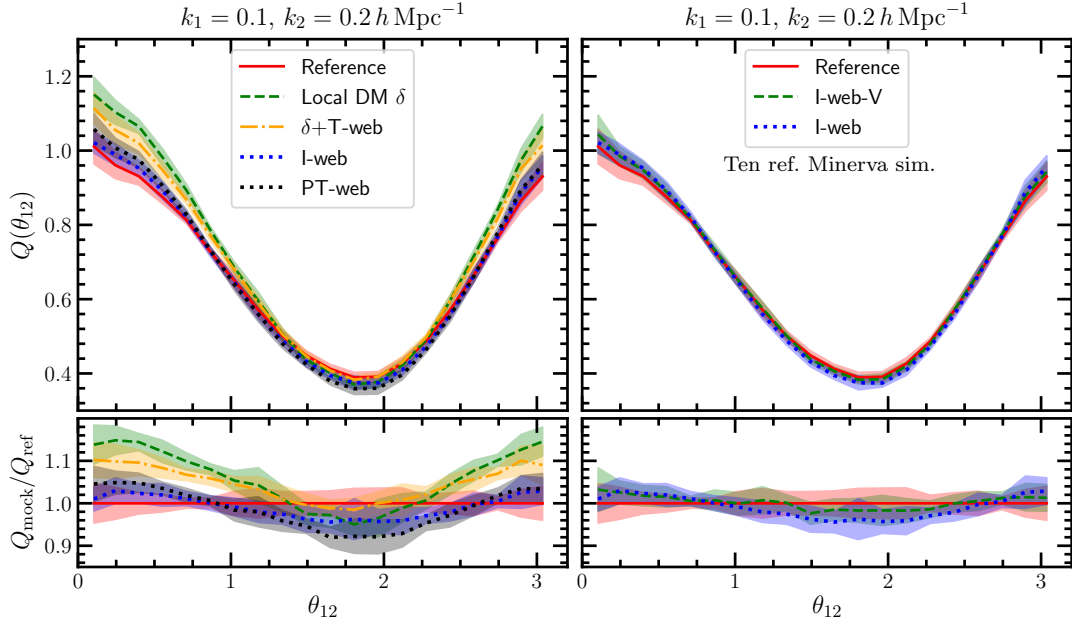 k₁ = 0.1, k₂ = 0.2 h Mpc⁻¹
k₁ = 0.1, k₂ = 0.2 h Mpc⁻¹
Q(θ₁₂)
1.2
1.0
0.8
0.6
0.4
Reference
Local DM δ
δ+T-web
I-web
PT-web
Reference
I-web-V
I-web
Ten ref. Minerva sim.
Q_mock/Q_ref
1.1
1.0
0.9
0
1
2
3
0
1
2
3
θ₁₂
θ₁₂